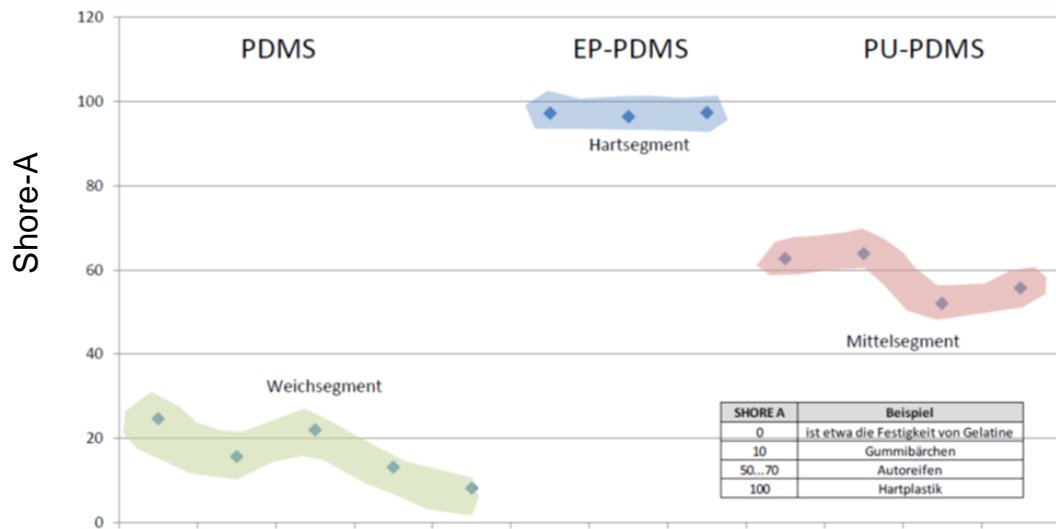 120
PDMS EP-PDMS PU-PDMS
100
Hartsegment
80
Shore-A
60
Mittelsegment
40
Weichsegment
SHORE A Beispiel
0 ist etwa die Festigkeit von Gelatine
20
10 Gummibärchen
50...70 Autoreifen
100 Hartplastik
0